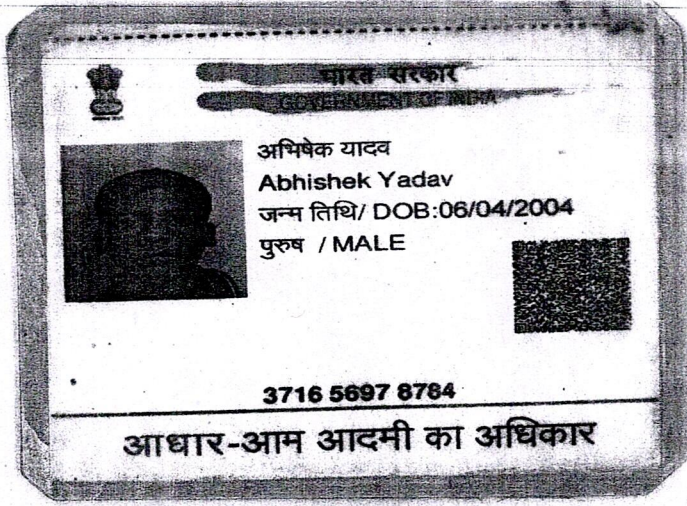 भारत सरकार
GOVERNMENT OF INDIA
अभिषेक यादव
Abhishek Yadav
जन्म तिथि/ DOB:06/04/2004
पुरुष / MALE
3716 5697 8784
आधार-आम आदमी का अधिकार